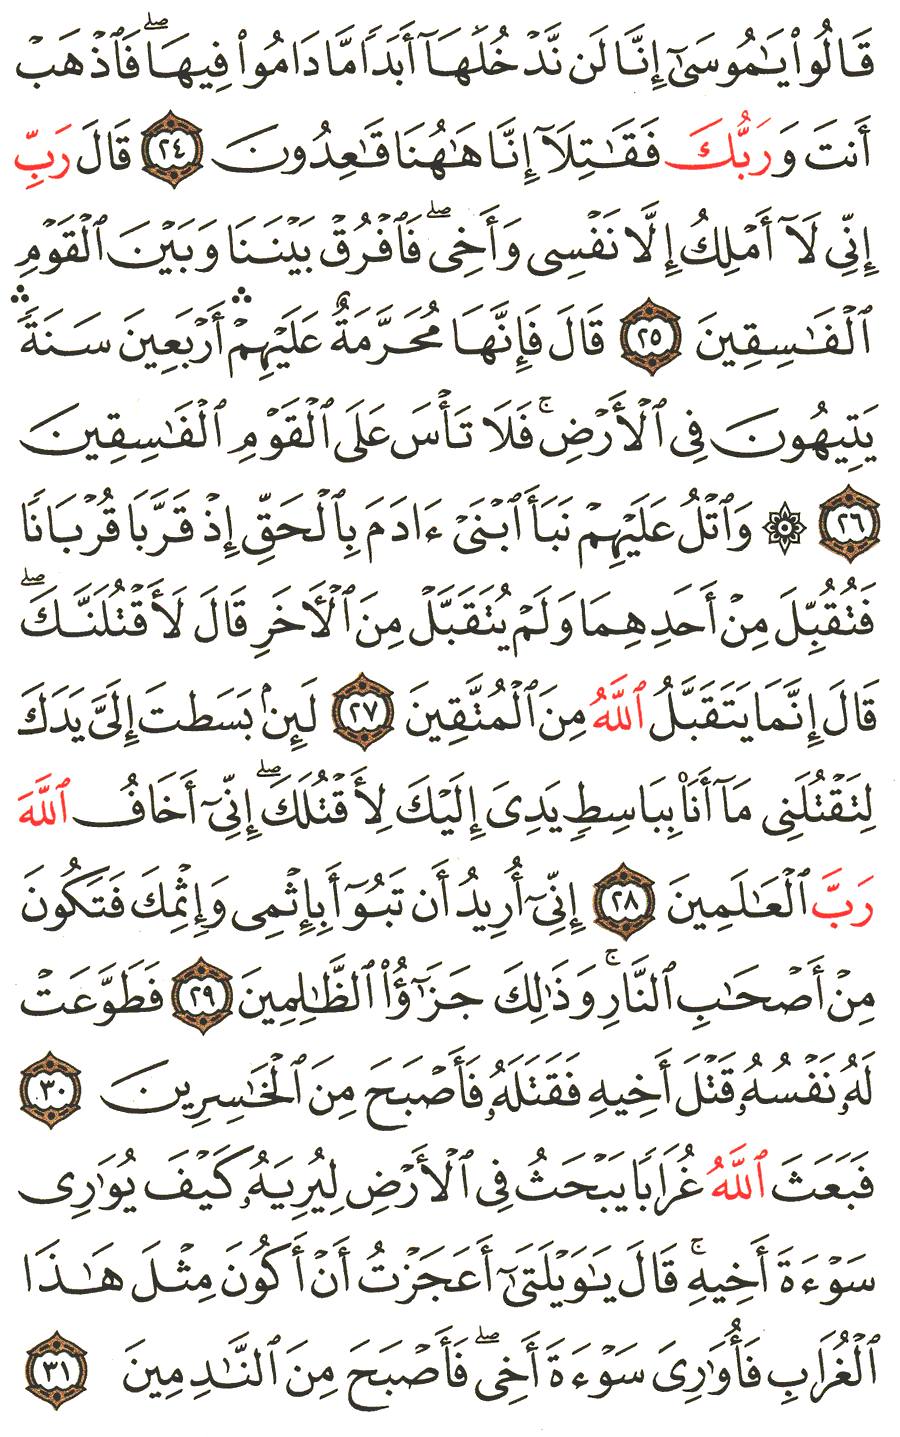 قَالُوا۟ يَـٰمُوسَىٰٓ إِنَّا لَن نَّدْخُلَهَآ أَبَدًا مَّا دَامُوا۟ فِيهَا ۖ فَٱذْهَبْ
أَنتَ وَرَبُّكَ فَقَـٰتِلَآ إِنَّا هَـٰهُنَا قَـٰعِدُونَ ٢٤ قَالَ رَبِّ
إِنِّى لَآ أَمْلِكُ إِلَّا نَفْسِى وَأَخِى ۖ فَٱفْرُقْ بَيْنَنَا وَبَيْنَ ٱلْقَوْمِ
ٱلْفَـٰسِقِينَ ٢٥ قَالَ فَإِنَّهَا مُحَرَّمَةٌ عَلَيْهِمْ ۛ أَرْبَعِينَ سَنَةً ۛ
يَتِيهُونَ فِى ٱلْأَرْضِ ۚ فَلَا تَأْسَ عَلَى ٱلْقَوْمِ ٱلْفَـٰسِقِينَ
٢٦ ۞ وَٱتْلُ عَلَيْهِمْ نَبَأَ ٱبْنَىْ ءَادَمَ بِٱلْحَقِّ إِذْ قَرَّبَا قُرْبَانًا
فَتُقُبِّلَ مِنْ أَحَدِهِمَا وَلَمْ يُتَقَبَّلْ مِنَ ٱلْـَٔاخَرِ قَالَ لَأَقْتُلَنَّكَ ۖ
قَالَ إِنَّمَا يَتَقَبَّلُ ٱللَّهُ مِنَ ٱلْمُتَّقِينَ ٢٧ لَئِنۢ بَسَطتَ إِلَىَّ يَدَكَ
لِتَقْتُلَنِى مَآ أَنَا۠ بِبَاسِطٍ يَدِىَ إِلَيْكَ لِأَقْتُلَكَ ۖ إِنِّىٓ أَخَافُ ٱللَّهَ
رَبَّ ٱلْعَـٰلَمِينَ ٢٨ إِنِّىٓ أُرِيدُ أَن تَبُوٓأَ بِإِثْمِى وَإِثْمِكَ فَتَكُونَ
مِنْ أَصْحَـٰبِ ٱلنَّارِ ۚ وَذَٰلِكَ جَزَٰٓؤُا۟ ٱلظَّـٰلِمِينَ ٢٩ فَطَوَّعَتْ
لَهُۥ نَفْسُهُۥ قَتْلَ أَخِيهِ فَقَتَلَهُۥ فَأَصْبَحَ مِنَ ٱلْخَـٰسِرِينَ ٣٠
فَبَعَثَ ٱللَّهُ غُرَابًا يَبْحَثُ فِى ٱلْأَرْضِ لِيُرِيَهُۥ كَيْفَ يُوَٰرِى
سَوْءَةَ أَخِيهِ ۚ قَالَ يَـٰوَيْلَتَىٰٓ أَعَجَزْتُ أَنْ أَكُونَ مِثْلَ هَـٰذَا
ٱلْغُرَابِ فَأُوَٰرِىَ سَوْءَةَ أَخِى ۖ فَأَصْبَحَ مِنَ ٱلنَّـٰدِمِينَ ٣١